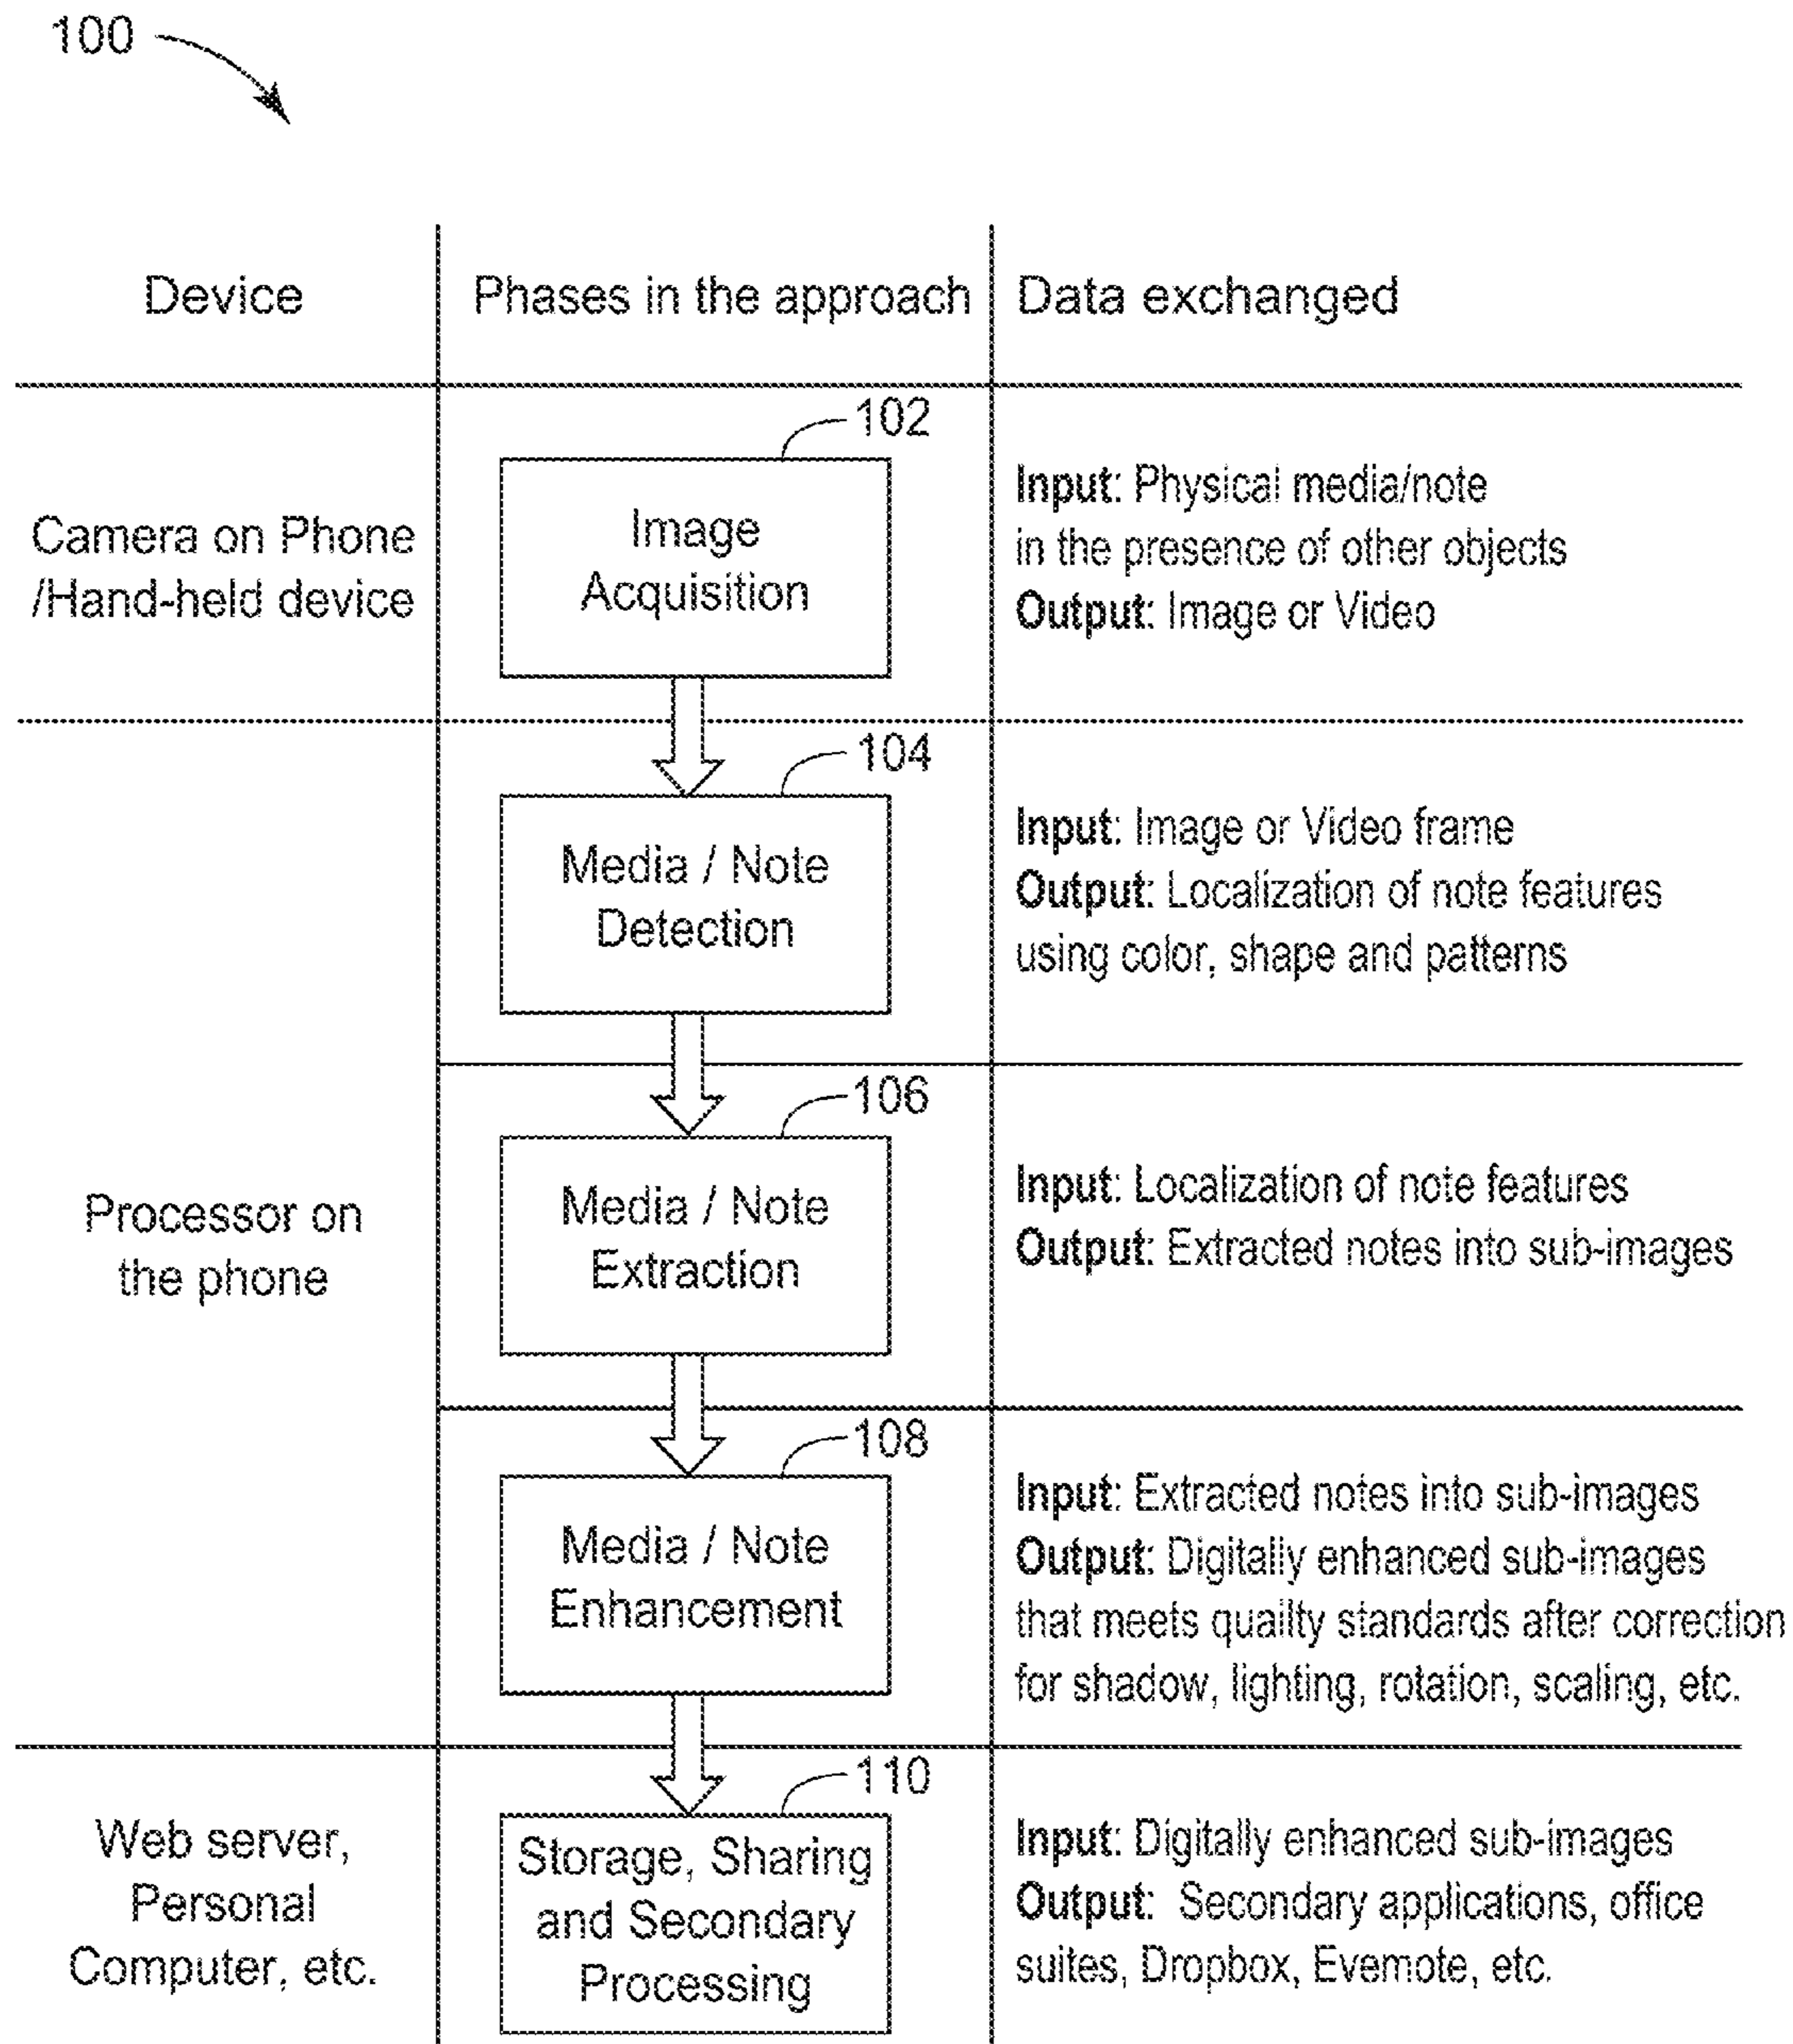 100
Device
Phases in the approach
Data exchanged
Camera on Phone
/Hand-held device
102
Image
Acquisition
Input: Physical media/note
in the presence of other objects
Output: Image or Video
Processor on
the phone
104
Media / Note
Detection
Input: Image or Video frame
Output: Localization of note features
using color, shape and patterns
106
Media / Note
Extraction
Input: Localization of note features
Output: Extracted notes into sub-images
108
Media / Note
Enhancement
Input: Extracted notes into sub-images
Output: Digitally enhanced sub-images
that meets quailty standards after correction
for shadow, lighting, rotation, scaling, etc.
Web server,
Personal
Computer, etc.
110
Storage, Sharing
and Secondary
Processing
Input: Digitally enhanced sub-images
Output: Secondary applications, office
suites, Dropbox, Evemote, etc.